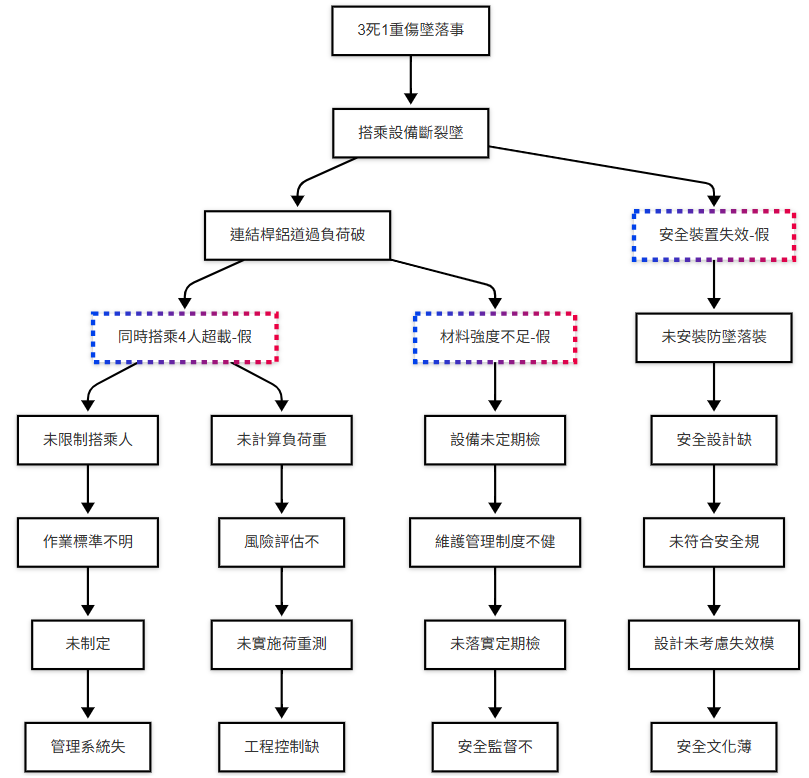 3死1重傷墜落事
搭乘設備斷裂墜
連結桿鋁道過負荷破
安全裝置失效-假
同時搭乘4人超載-假
材料強度不足-假
未安裝防墜落裝
未限制搭乘人
未計算負荷重
設備未定期檢
安全設計缺
作業標準不明
風險評估不
維護管理制度不健
未符合安全規
未制定
未實施荷重測
未落實定期檢
設計未考慮失效模
管理系統失
工程控制缺
安全監督不
安全文化薄